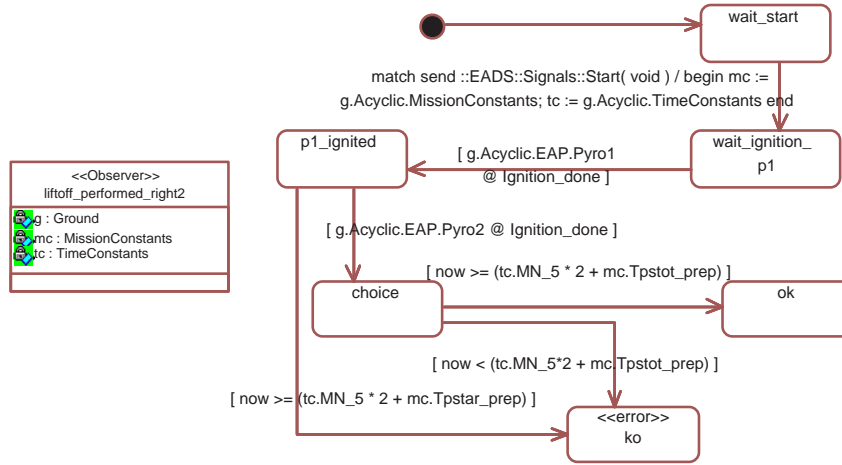 wait_start
match send ::EADS::Signals::Start( void ) / begin mc :=
g.Acyclic.MissionConstants; tc := g.Acyclic.TimeConstants end
p1_ignited
wait_ignition_
p1
[ g.Acyclic.EAP.Pyro1
@ Ignition_done ]
<<Observer>>
liftoff_performed_right2
g : Ground
mc : MissionConstants
tc : TimeConstants
[ g.Acyclic.EAP.Pyro2 @ Ignition_done ]
[ now >= (tc.MN_5 * 2 + mc.Tpstot_prep) ]
choice
ok
[ now < (tc.MN_5*2 + mc.Tpstot_prep) ]
[ now >= (tc.MN_5 * 2 + mc.Tpstar_prep) ]
<<error>>
ko